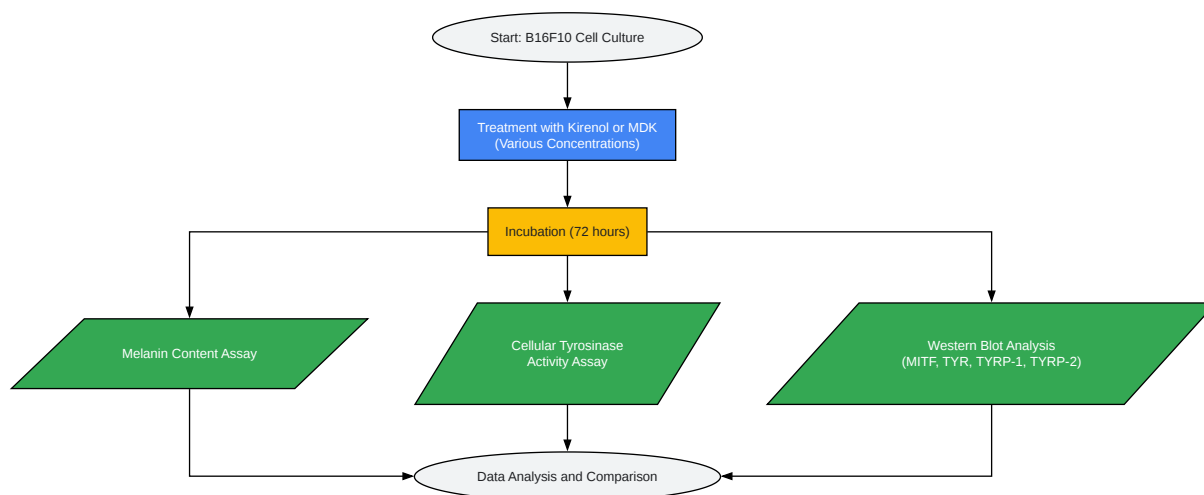 Start: B16F10 Cell Culture
Treatment with Kirenol or MDK
(Various Concentrations)
Incubation (72 hours)
Melanin Content Assay
Cellular Tyrosinase
Activity Assay
Western Blot Analysis
(MITF, TYR, TYRP-1, TYRP-2)
Data Analysis and Comparison